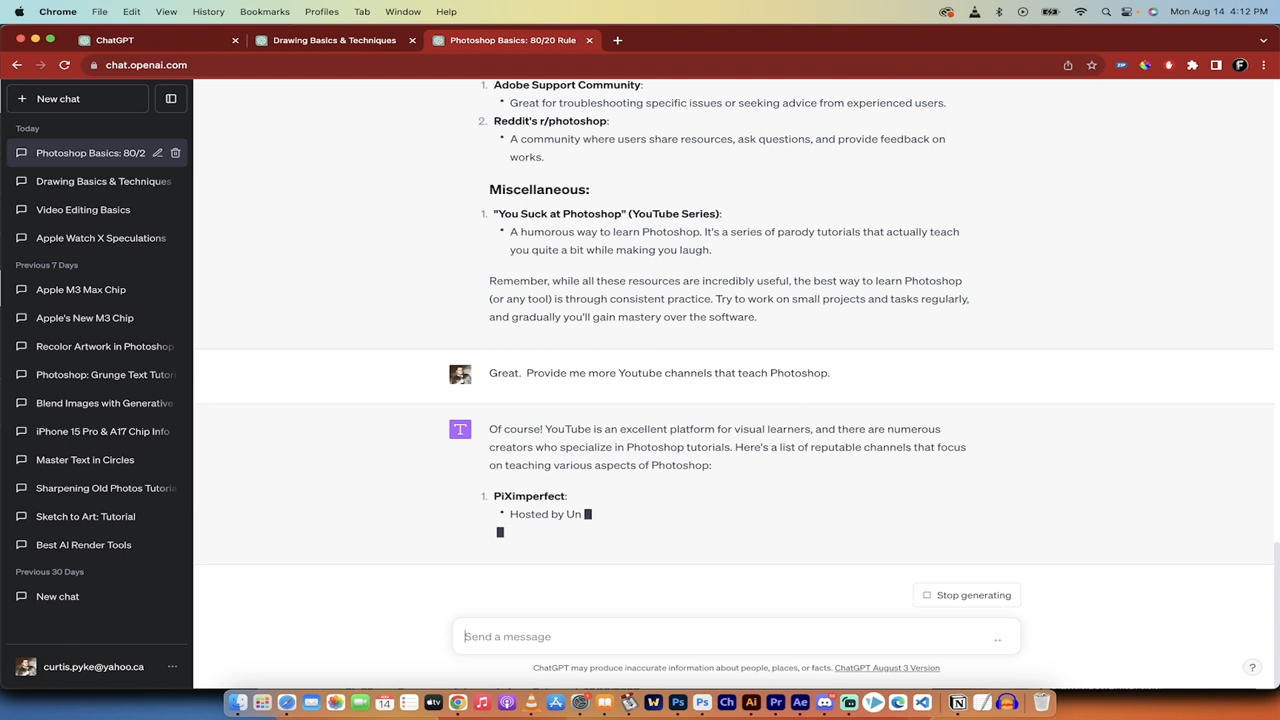 Chrome File Edit View History Bookmarks Profiles Tab Window Help Mon Aug 14 4:12 PM
ChatGPT Drawing Basics & Techniques Photoshop Basics: 80/20 Rule
chat.openai.com
New chat
Today
Photoshop Basics: 80/2
Drawing Basics & Techniques
Video Editing Basics
Apple Watch X Speculations
Previous 7 Days
Apple M3 Max Chip
Apple's New M3 Chip
Recolor Artwork in Photoshop
Photoshop: Grunge Text Tutori
Blend Images with Generative
iPhone 15 Pro & A17 Chip Info
Master Text in Circles
Sharpening Old Photos Tutoria
Sketch to Art: Tutorial
Best AI Render Tools
Previous 30 Days
New chat
curtis.pyke@yahoo.ca
1. Adobe Support Community:
• Great for troubleshooting specific issues or seeking advice from experienced users.
2. Reddit's r/photoshop:
• A community where users share resources, ask questions, and provide feedback on
works.
Miscellaneous:
1. "You Suck at Photoshop" (YouTube Series):
• A humorous way to learn Photoshop. It's a series of parody tutorials that actually teach
you quite a bit while making you laugh.
Remember, while all these resources are incredibly useful, the best way to learn Photoshop
(or any tool) is through consistent practice. Try to work on small projects and tasks regularly,
and gradually you'll gain mastery over the software.
Great. Provide me more Youtube channels that teach Photoshop.
T
Of course! YouTube is an excellent platform for visual learners, and there are numerous
creators who specialize in Photoshop tutorials. Here's a list of reputable channels that focus
on teaching various aspects of Photoshop:
1. PiXimperfect:
• Hosted by Un
Stop generating
Send a message
ChatGPT may produce inaccurate information about people, places, or facts. ChatGPT August 3 Version
?
14 tv W Ps Ps Ch Ai Pr Ae N